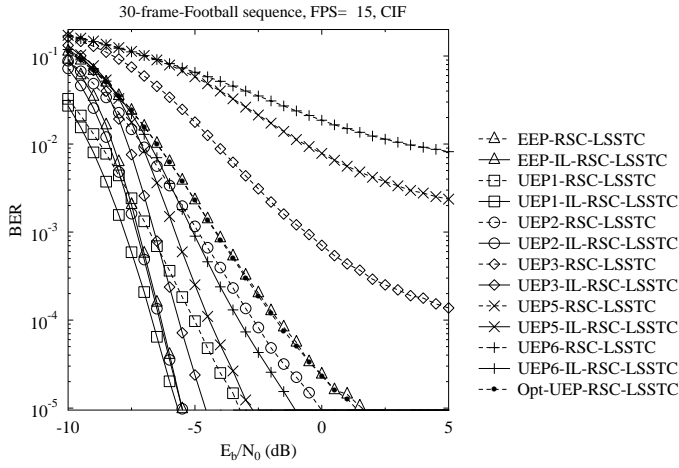 30-frame-Football sequence, FPS= 15, CIF
10^-1
10^-2
10^-3
10^-4
10^-5
BER
-10 -5 0 5
E_b/N_0 (dB)
EEP-RSC-LSSTC
EEP-IL-RSC-LSSTC
UEP1-RSC-LSSTC
UEP1-IL-RSC-LSSTC
UEP2-RSC-LSSTC
UEP2-IL-RSC-LSSTC
UEP3-RSC-LSSTC
UEP3-IL-RSC-LSSTC
UEP5-RSC-LSSTC
UEP5-IL-RSC-LSSTC
UEP6-RSC-LSSTC
UEP6-IL-RSC-LSSTC
Opt-UEP-RSC-LSSTC